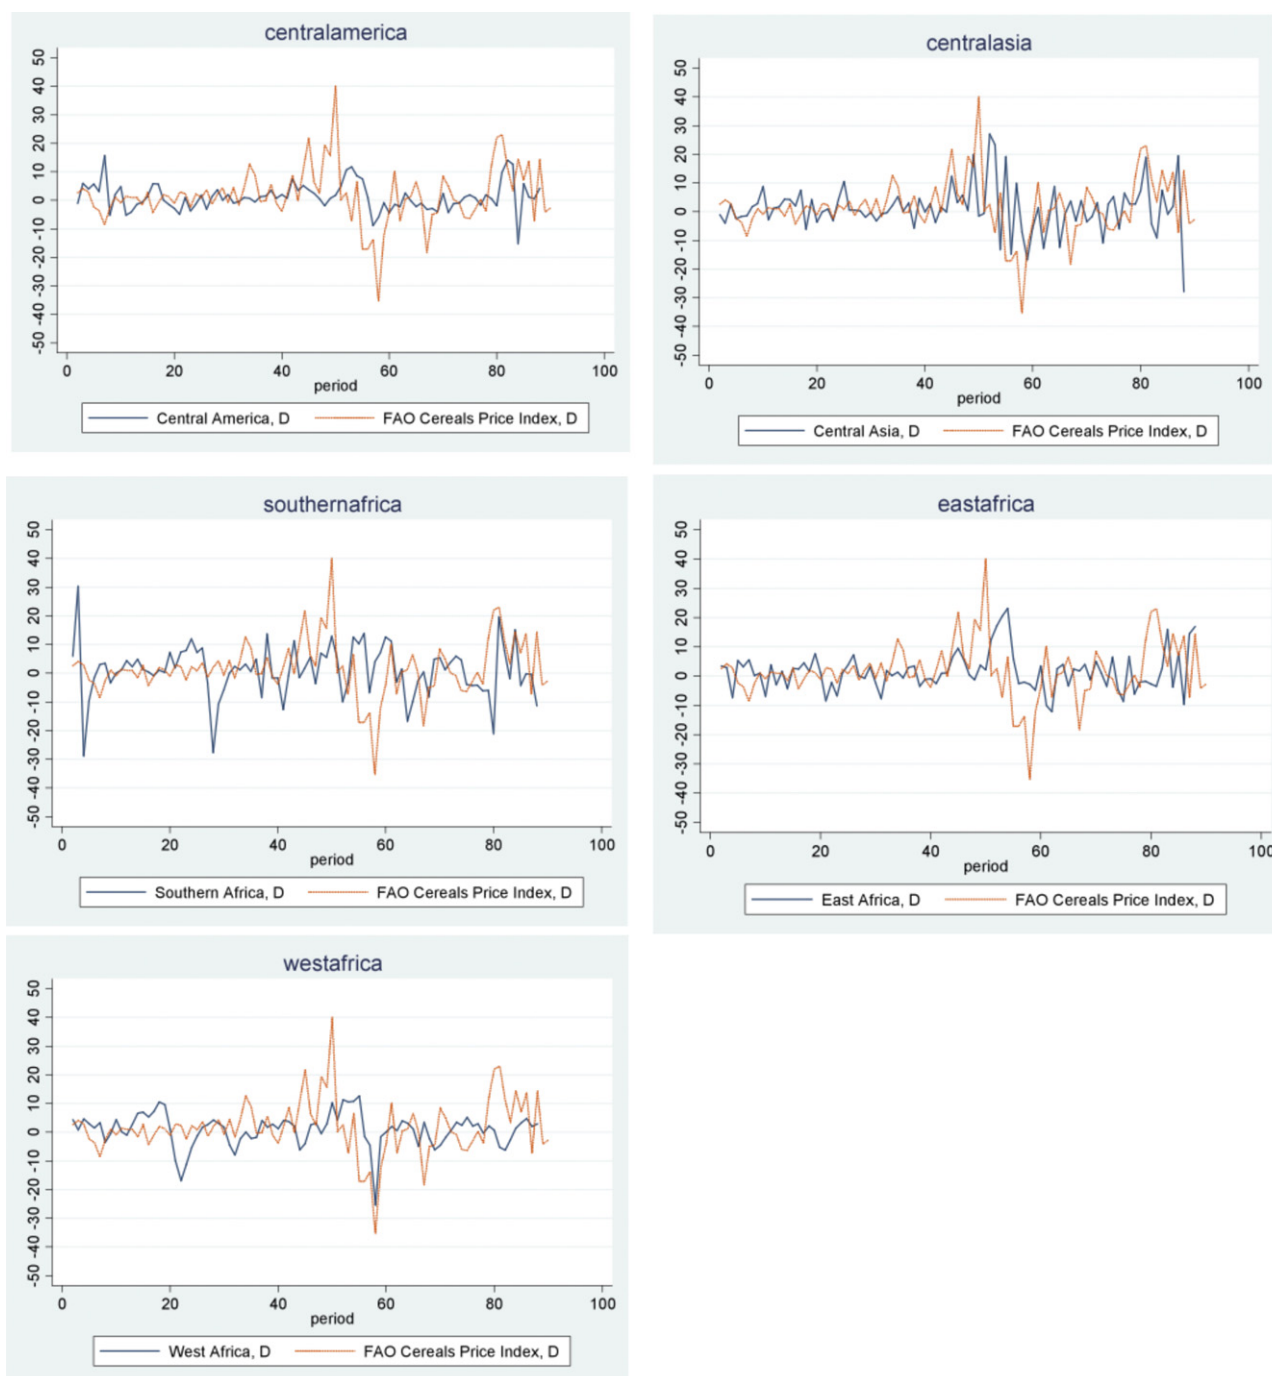 centralamerica
50
40
30
20
10
0
-10
-20
-30
-40
-50
0 20 40 60 80 100
period
Central America, D FAO Cereals Price Index, D
centralasia
50
40
30
20
10
0
-10
-20
-30
-40
-50
0 20 40 60 80 100
period
Central Asia, D FAO Cereals Price Index, D
southernafrica
50
40
30
20
10
0
-10
-20
-30
-40
-50
0 20 40 60 80 100
period
Southern Africa, D FAO Cereals Price Index, D
eastafrica
50
40
30
20
10
0
-10
-20
-30
-40
-50
0 20 40 60 80 100
period
East Africa, D FAO Cereals Price Index, D
westafrica
50
40
30
20
10
0
-10
-20
-30
-40
-50
0 20 40 60 80 100
period
West Africa, D FAO Cereals Price Index, D